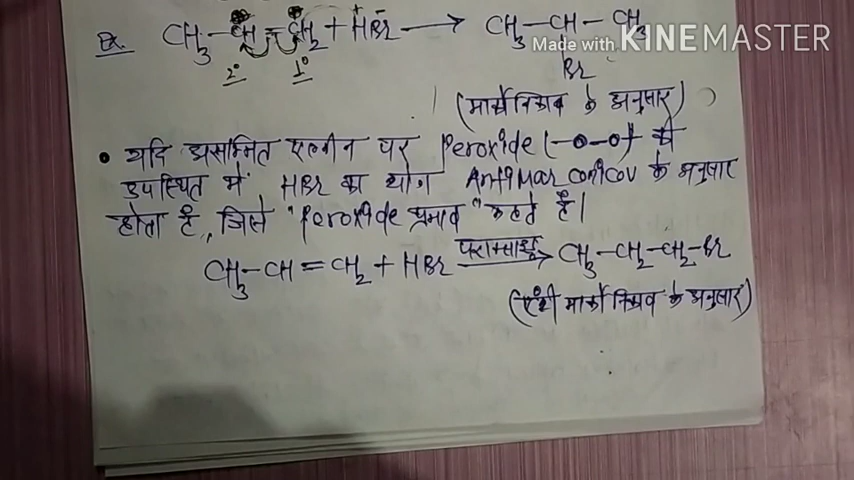 Ex. CH3-CH=CH2 + HBr → CH3-CH-CH3
Made with KINEMASTER
2° 1° Br
(मार्कोनिकाव के अनुसार)
• यदि असममित एल्कीन पर Peroxide (-O-O) की
उपस्थित में HBr का योग Antimarconicov के अनुसार
होता है, जिसे "Peroxide प्रभाव" कहते हैं।
CH3-CH=CH2 + HBr पराक्साइड → CH3-CH2-CH2-Br
(एंटी मार्कोनिकाव के अनुसार)